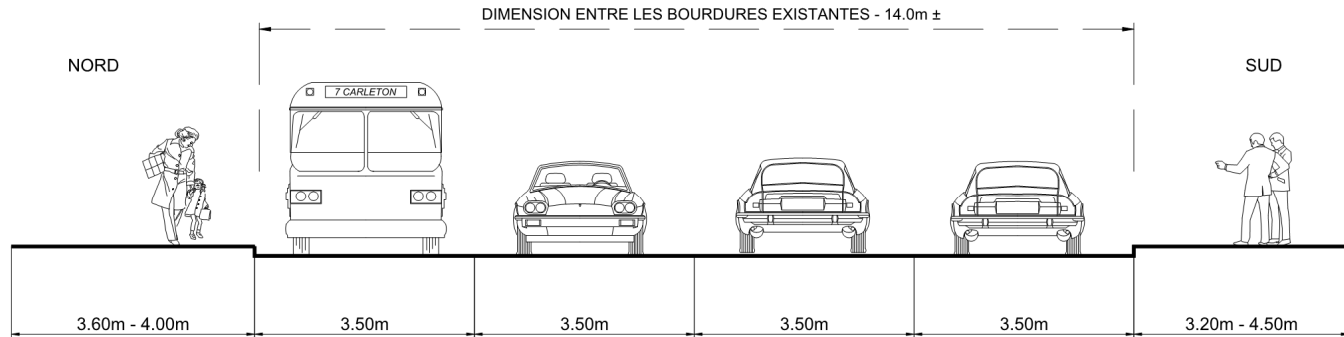 DIMENSION ENTRE LES BOURDURES EXISTANTES - 14.0m ±
NORD
SUD
7 CARLETON
3.60m - 4.00m
3.50m
3.50m
3.50m
3.50m
3.20m - 4.50m